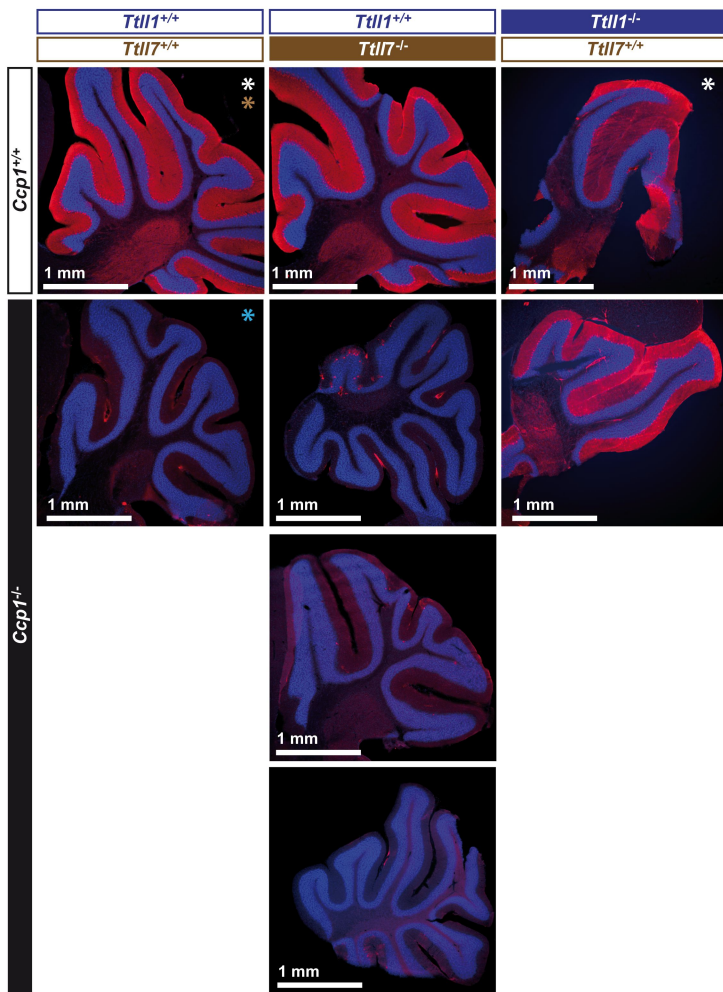 Ttll1+/+ Ttll1+/+ Ttll1-/-
Ttll7+/+ Ttll7-/- Ttll7+/+
Ccp1+/+
* * *
1 mm 1 mm 1 mm
Ccp1-/-
*
1 mm 1 mm 1 mm
1 mm
1 mm